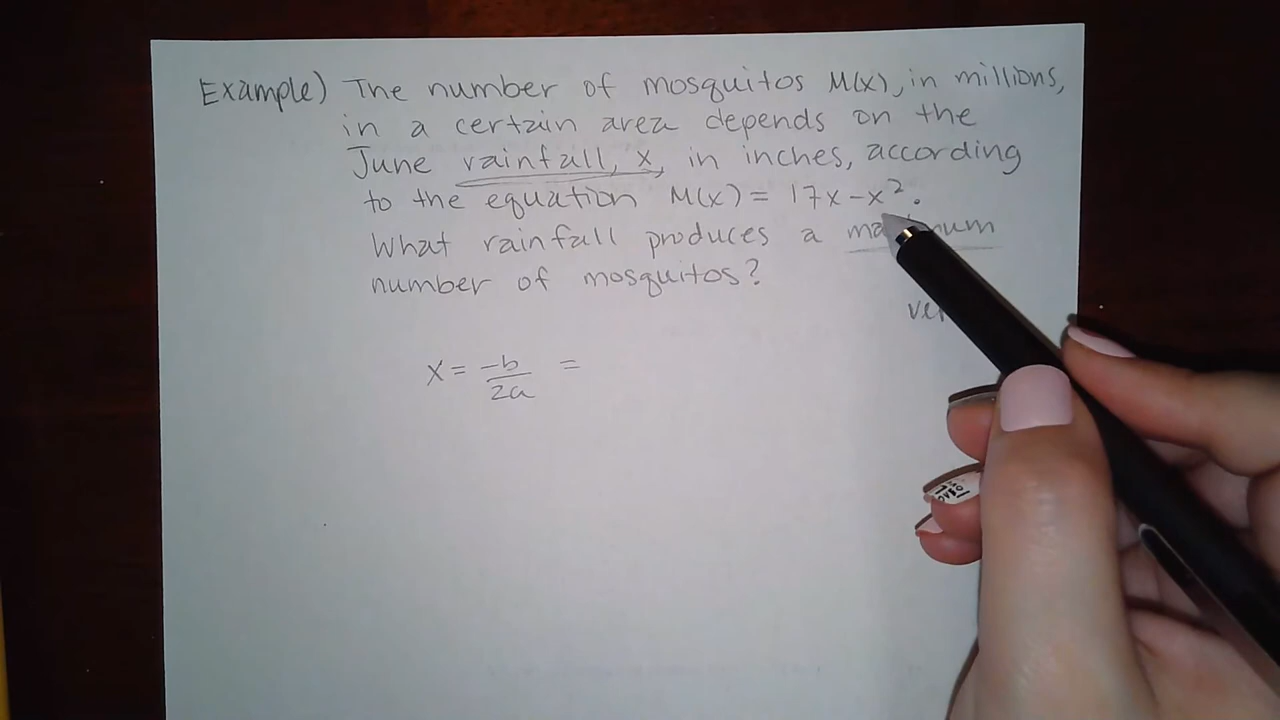 Example) The number of mosquitos M(x), in millions,
in a certain area depends on the
June rainfall, x, in inches, according
to the equation M(x) = 17x - x².
What rainfall produces a
number of mosquitos?
x = -b/2a =